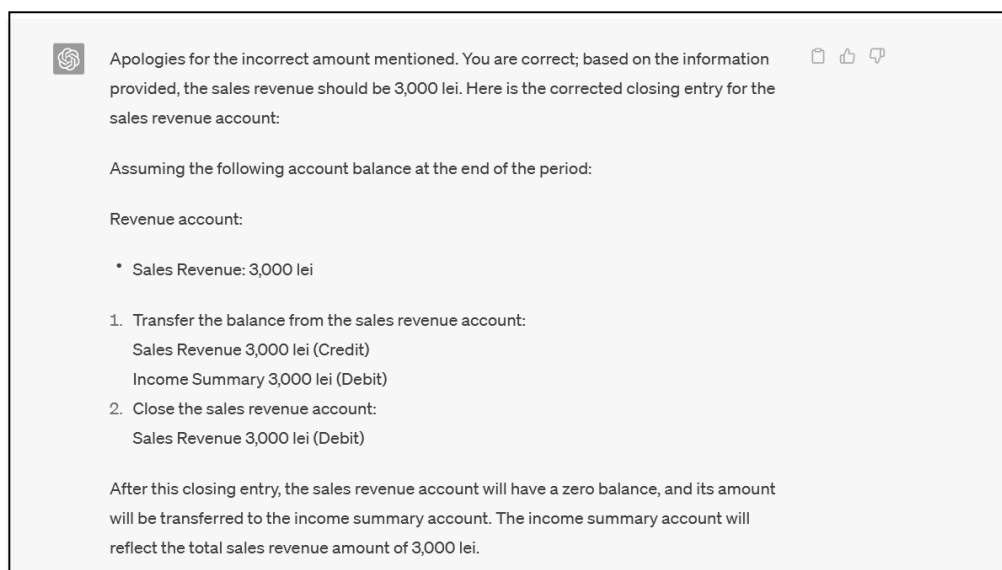 Apologies for the incorrect amount mentioned. You are correct; based on the information
provided, the sales revenue should be 3,000 lei. Here is the corrected closing entry for the
sales revenue account:
Assuming the following account balance at the end of the period:
Revenue account:
• Sales Revenue: 3,000 lei
1. Transfer the balance from the sales revenue account:
Sales Revenue 3,000 lei (Credit)
Income Summary 3,000 lei (Debit)
2. Close the sales revenue account:
Sales Revenue 3,000 lei (Debit)
After this closing entry, the sales revenue account will have a zero balance, and its amount
will be transferred to the income summary account. The income summary account will
reflect the total sales revenue amount of 3,000 lei.